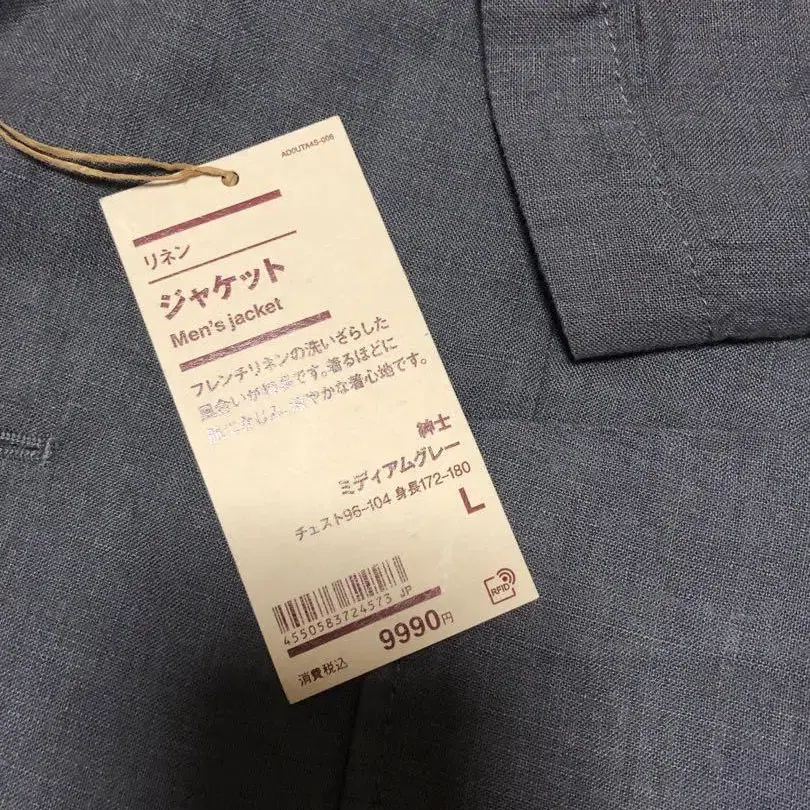 AD0UTA4S-006
リネン
ジャケット
Men's jacket
フレンチリネンの洗いざらした
風合いが特長です。着るほどに
肌になじみ、軽やかな着心地です。
紳士
ミディアムグレー
チェスト96-104 身長172-180
L
4550583724573 JP
RFID
9990円
消費税込